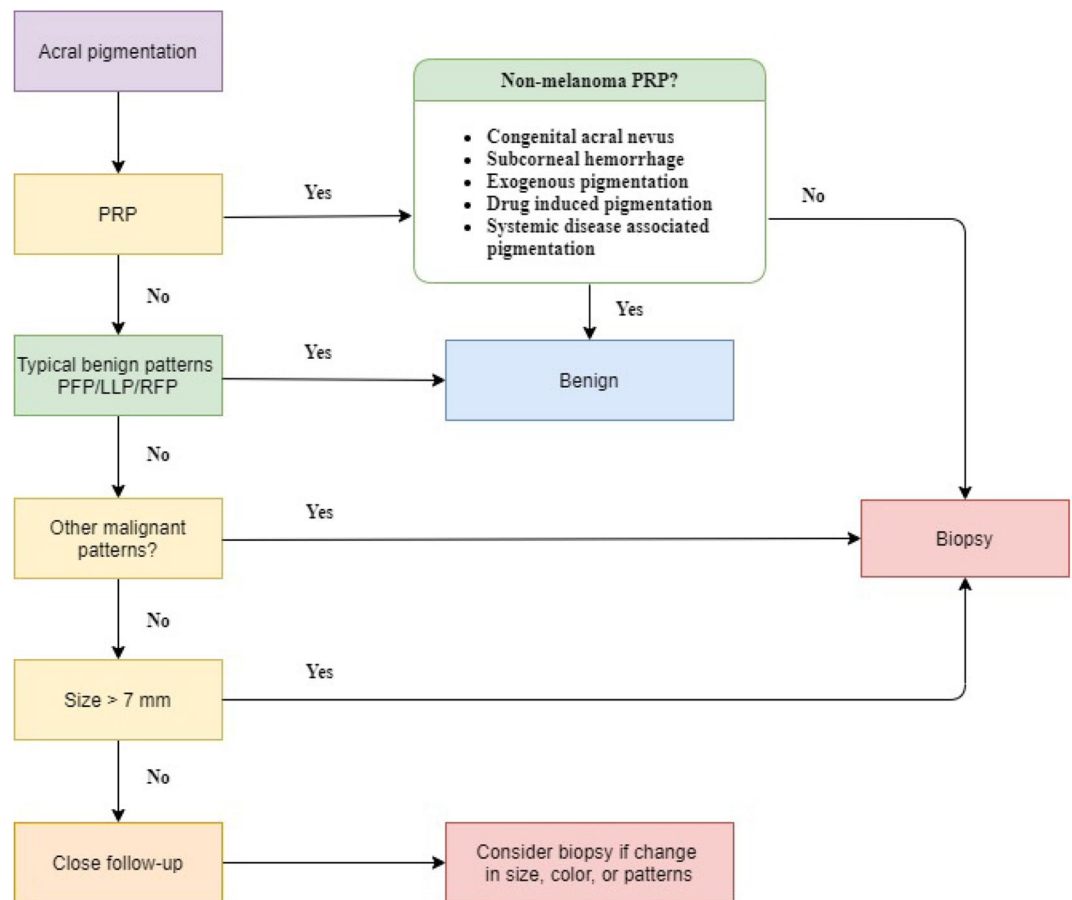 Acral pigmentation
Non-melanoma PRP?
• Congenital acral nevus
• Subcorneal hemorrhage
• Exogenous pigmentation
• Drug induced pigmentation
• Systemic disease associated
pigmentation
PRP
Yes
No
No
Yes
Typical benign patterns
PFP/LLP/RFP
Yes
Benign
No
Other malignant
patterns?
Yes
Biopsy
No
Size > 7 mm
Yes
No
Close follow-up
Consider biopsy if change
in size, color, or patterns